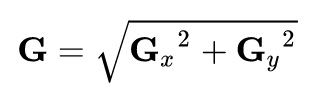 𝐆 = √(𝐆ₓ² + 𝐆ᵧ²)